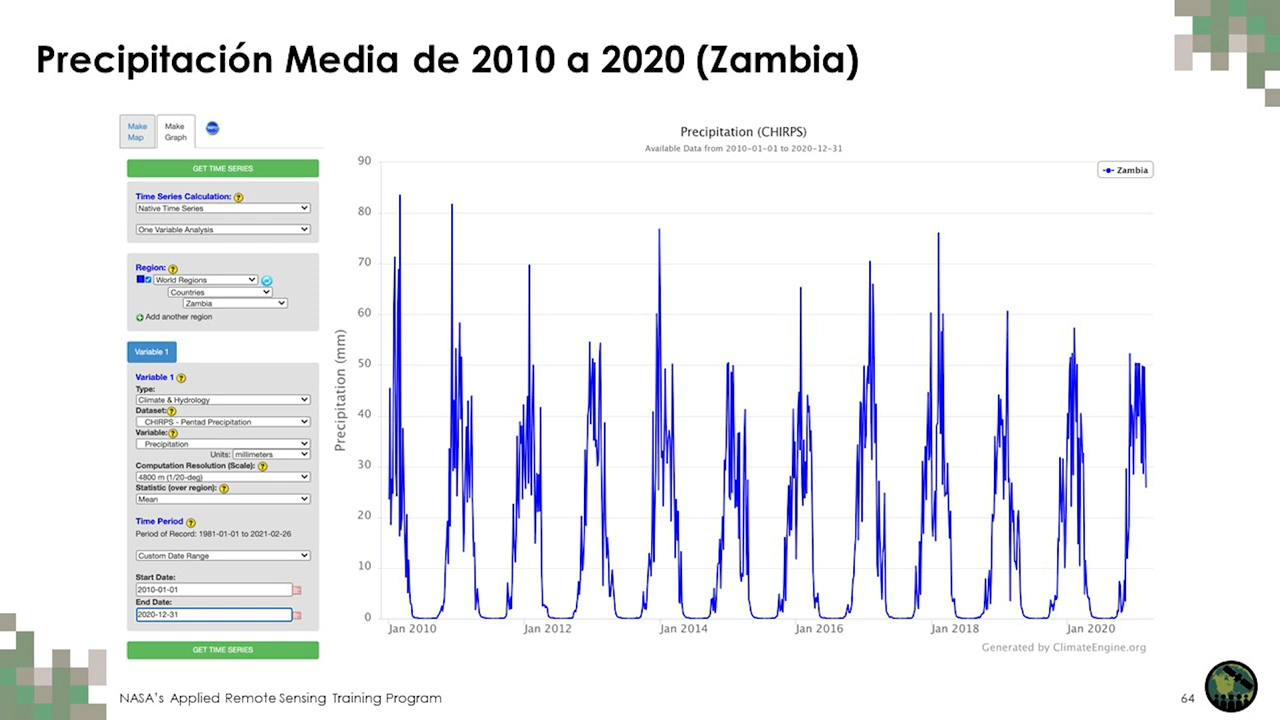 Precipitación Media de 2010 a 2020 (Zambia)
Make Map
Make Graph
GET TIME SERIES
Time Series Calculation:
Native Time Series
One Variable Analysis
Region:
World Regions
Countries
Zambia
Add another region
Variable 1
Variable 1
Type:
Climate & Hydrology
Dataset:
CHIRPS - Pentad Precipitation
Variable:
Precipitation
Units: millimeters
Computation Resolution (Scale):
4800 m (1/20-deg)
Statistic (over region):
Mean
Time Period
Period of Record: 1981-01-01 to 2021-02-26
Custom Date Range
Start Date:
2010-01-01
End Date:
2020-12-31
GET TIME SERIES
Precipitation (CHIRPS)
Available Data from 2010-01-01 to 2020-12-31
Zambia
Precipitation (mm)
90
80
70
60
50
40
30
20
10
0
Jan 2010 Jan 2012 Jan 2014 Jan 2016 Jan 2018 Jan 2020
Generated by ClimateEngine.org
NASA's Applied Remote Sensing Training Program
64